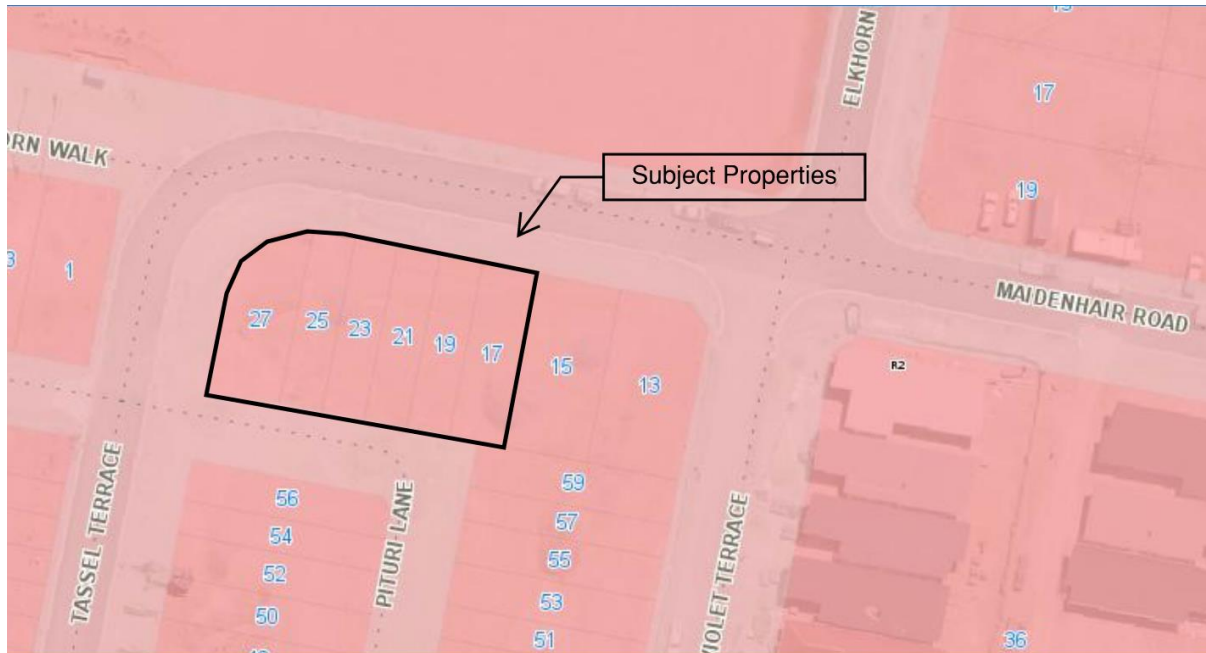 ELKHORN
17
ORN WALK
Subject Properties
19
3
1
MAIDENHAIR ROAD
27
25
23
21
19
17
15
13
R2
TASSEL TERRACE
56
54
52
50
PITURI LANE
59
57
55
53
51
VIOLET TERRACE
36